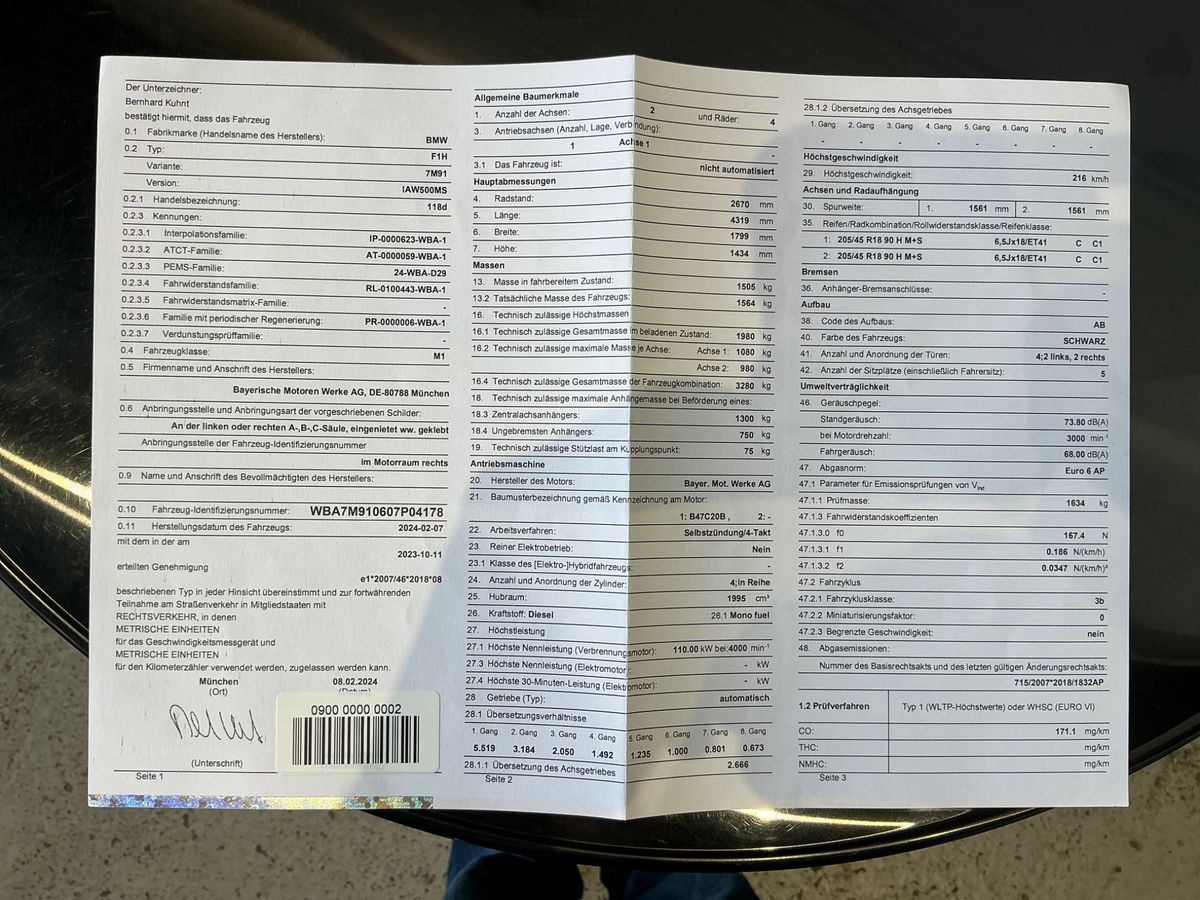 Der Unterzeichner:
Bernhard Kuhnt
bestätigt hiermit, dass das Fahrzeug
0.1 Fabrikmarke (Handelsname des Herstellers): BMW
0.2 Typ: F1H
Variante: 7M91
Version: IAW500MS
0.2.1 Handelsbezeichnung: 118d
0.2.3 Kennungen:
0.2.3.1 Interpolationsfamilie: IP-0000623-WBA-1
0.2.3.2 ATCT-Familie: AT-0000059-WBA-1
0.2.3.3 PEMS-Familie: 24-WBA-D29
0.2.3.4 Fahrwiderstandsfamilie: RL-0100443-WBA-1
0.2.3.5 Fahrwiderstandsmatrix-Familie: -
0.2.3.6 Familie mit periodischer Regenerierung: PR-0000006-WBA-1
0.2.3.7 Verdunstungsprüffamilie: -
0.4 Fahrzeugklasse: M1
0.5 Firmenname und Anschrift des Herstellers:
Bayerische Motoren Werke AG, DE-80788 München
0.6 Anbringungsstelle und Anbringungsart der vorgeschriebenen Schilder:
An der linken oder rechten A-,B-,C-Säule, eingenietet ww. geklebt
Anbringungsstelle der Fahrzeug-Identifizierungsnummer
im Motorraum rechts
0.9 Name und Anschrift des Bevollmächtigten des Herstellers:
0.10 Fahrzeug-Identifizierungsnummer: WBA7M910607P04178
0.11 Herstellungsdatum des Fahrzeugs: 2024-02-07
mit dem in der am
2023-10-11
erteilten Genehmigung
e1*2007/46*2018*08
beschriebenen Typ in jeder Hinsicht übereinstimmt und zur fortwährenden
Teilnahme am Straßenverkehr in Mitgliedstaaten mit
RECHTSVERKEHR, in denen
METRISCHE EINHEITEN
für das Geschwindigkeitsmessgerät und
METRISCHE EINHEITEN
für den Kilometerzähler verwendet werden, zugelassen werden kann.
München 08.02.2024
(Ort) (Datum)
0900 0000 0002
(Unterschrift)
Seite 1
Allgemeine Baumerkmale
1. Anzahl der Achsen: 2 und Räder: 4
3. Antriebsachsen (Anzahl, Lage, Verbindung):
1 Achse 1 -
3.1 Das Fahrzeug ist: nicht automatisiert
Hauptabmessungen
4. Radstand: 2670 mm
5. Länge: 4319 mm
6. Breite: 1799 mm
7. Höhe: 1434 mm
Massen
13. Masse in fahrbereitem Zustand: 1505 kg
13.2 Tatsächliche Masse des Fahrzeugs: 1564 kg
16. Technisch zulässige Höchstmassen
16.1 Technisch zulässige Gesamtmasse im beladenen Zustand: 1980 kg
16.2 Technisch zulässige maximale Masse je Achse: Achse 1: 1080 kg
Achse 2: 980 kg
16.4 Technisch zulässige Gesamtmasse der Fahrzeugkombination: 3280 kg
18. Technisch zulässige maximale Anhängemasse bei Beförderung eines:
18.3 Zentralachsanhängers: 1300 kg
18.4 Ungebremsten Anhängers: 750 kg
19. Technisch zulässige Stützlast am Kupplungspunkt: 75 kg
Antriebsmaschine
20. Hersteller des Motors: Bayer. Mot. Werke AG
21. Baumusterbezeichnung gemäß Kennzeichnung am Motor:
1: B47C20B , 2: -
22. Arbeitsverfahren: Selbstzündung/4-Takt
23. Reiner Elektrobetrieb: Nein
23.1 Klasse des [Elektro-]Hybridfahrzeugs: -
24. Anzahl und Anordnung der Zylinder: 4;in Reihe
25. Hubraum: 1995 cm³
26. Kraftstoff: Diesel 26.1 Mono fuel
27. Höchstleistung
27.1 Höchste Nennleistung (Verbrennungsmotor): 110.00 kW bei:4000 min⁻¹
27.3 Höchste Nennleistung (Elektromotor): - kW
27.4 Höchste 30-Minuten-Leistung (Elektromotor): - kW
28 Getriebe (Typ): automatisch
28.1 Übersetzungsverhältnisse
1. Gang 2. Gang 3. Gang 4. Gang 5. Gang 6. Gang 7. Gang 8. Gang
5.519 3.184 2.050 1.492 1.235 1.000 0.801 0.673
28.1.1 Übersetzung des Achsgetriebes 2.666
Seite 2
28.1.2 Übersetzung des Achsgetriebes
1. Gang 2. Gang 3. Gang 4. Gang 5. Gang 6. Gang 7. Gang 8. Gang
- - - - - - - -
Höchstgeschwindigkeit
29. Höchstgeschwindigkeit: 216 km/h
Achsen und Radaufhängung
30. Spurweite: 1. 1561 mm 2. 1561 mm
35. Reifen/Radkombination/Rollwiderstandsklasse/Reifenklasse:
1: 205/45 R18 90 H M+S 6,5Jx18/ET41 C C1
2: 205/45 R18 90 H M+S 6,5Jx18/ET41 C C1
Bremsen
36. Anhänger-Bremsanschlüsse: -
Aufbau
38. Code des Aufbaus: AB
40. Farbe des Fahrzeugs: SCHWARZ
41. Anzahl und Anordnung der Türen: 4;2 links, 2 rechts
42. Anzahl der Sitzplätze (einschließlich Fahrersitz): 5
Umweltverträglichkeit
46. Geräuschpegel:
Standgeräusch: 73.80 dB(A)
bei Motordrehzahl: 3000 min⁻¹
Fahrgeräusch: 68.00 dB(A)
47. Abgasnorm: Euro 6 AP
47.1 Parameter für Emissionsprüfungen von Vind
47.1.1 Prüfmasse: 1634 kg
47.1.3 Fahrwiderstandskoeffizienten
47.1.3.0 f0 167.4 N
47.1.3.1 f1 0.186 N/(km/h)
47.1.3.2 f2 0.0347 N/(km/h)²
47.2 Fahrzyklus
47.2.1 Fahrzyklusklasse: 3b
47.2.2 Miniaturisierungsfaktor: 0
47.2.3 Begrenzte Geschwindigkeit: nein
48. Abgasemissionen:
Nummer des Basisrechtsakts und des letzten gültigen Änderungsrechtsakts:
715/2007*2018/1832AP
1.2 Prüfverfahren Typ 1 (WLTP-Höchstwerte) oder WHSC (EURO VI)
CO: 171.1 mg/km
THC: mg/km
NMHC: mg/km
Seite 3